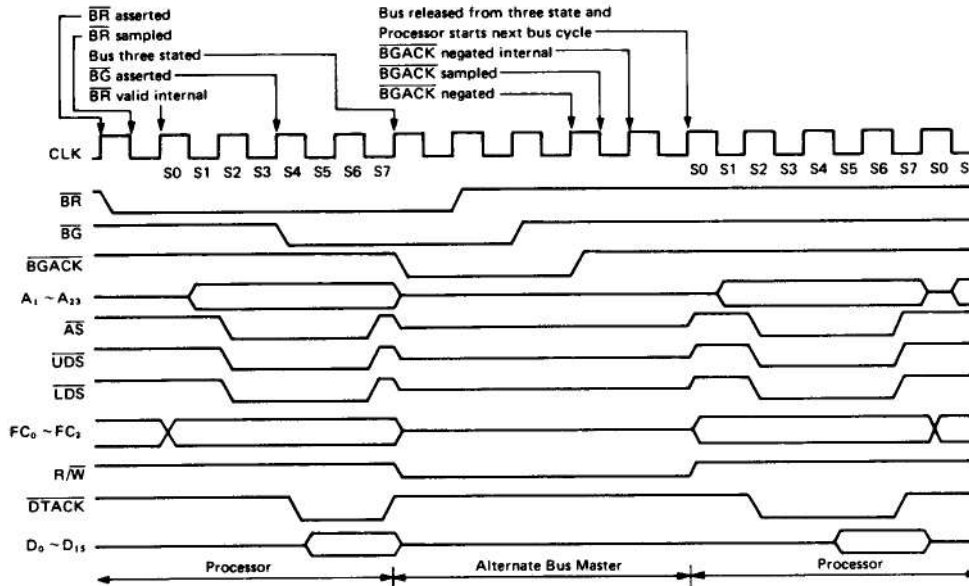 BR asserted
BR sampled
Bus three stated
BG asserted
BR valid internal
Bus released from three state and
Processor starts next bus cycle
BGACK negated internal
BGACK sampled
BGACK negated
CLK
S0 S1 S2 S3 S4 S5 S6 S7 S0 S1 S2 S3 S4 S5 S6 S7 S0
BR
BG
BGACK
A₁ ~ A₂₃
AS
UDS
LDS
FC₀ ~ FC₂
R/W
DTACK
D₀ ~ D₁₅
Processor Alternate Bus Master Processor